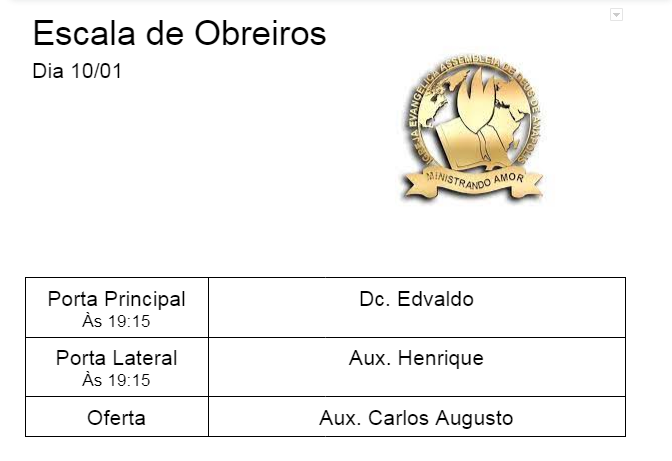 Escala de Obreiros
Dia 10/01
IGREJA EVANGÉLICA ASSEMPLEIA DE DEUS DE ANÁPOLIS
MINISTRANDO AMOR
Porta Principal
Às 19:15
Dc. Edvaldo
Porta Lateral
Às 19:15
Aux. Henrique
Oferta
Aux. Carlos Augusto